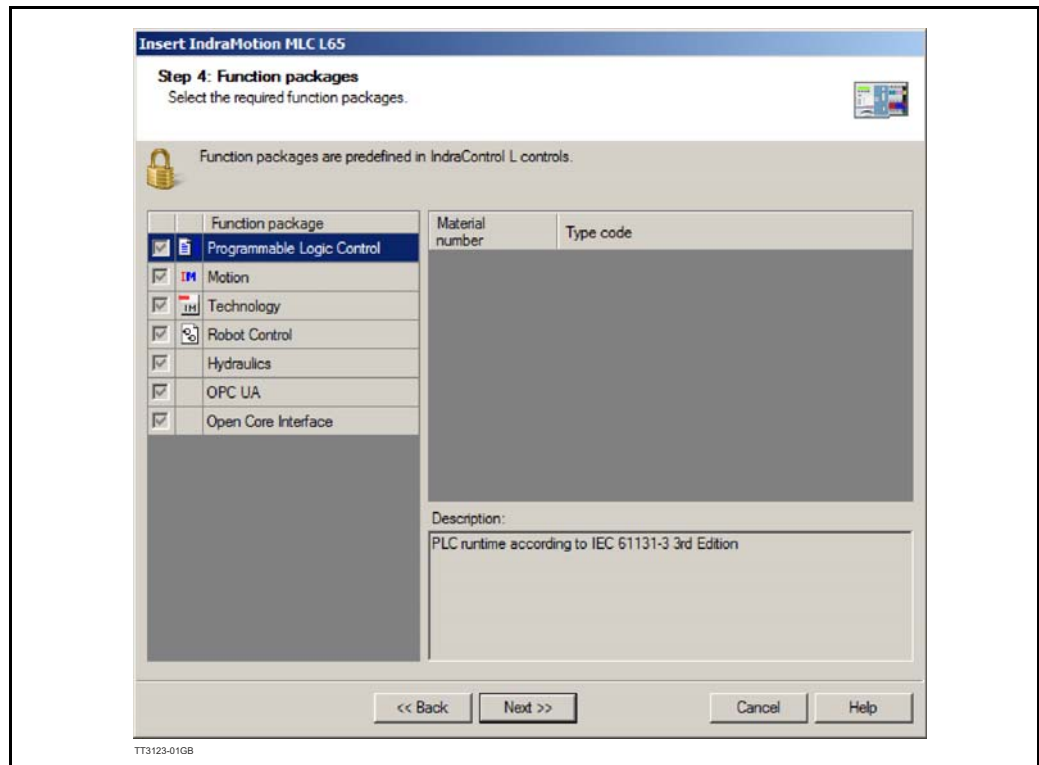 Insert IndraMotion MLC L65
Step 4: Function packages
Select the required function packages.
Function packages are predefined in IndraControl L controls.
Function package
Programmable Logic Control
IM Motion
IM Technology
Robot Control
Hydraulics
OPC UA
Open Core Interface
Material number
Type code
Description:
PLC runtime according to IEC 61131-3 3rd Edition
<< Back
Next >>
Cancel
Help
TT3123-01GB